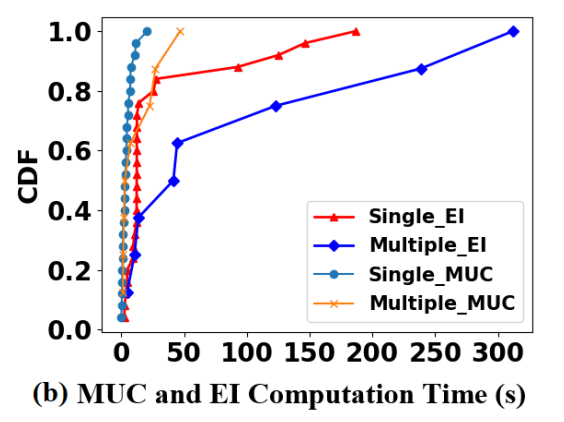 1.0
0.8
0.6
0.4
0.2
0.0
CDF
Single_EI
Multiple_EI
Single_MUC
Multiple_MUC
0 50 100 150 200 250 300
(b) MUC and EI Computation Time (s)